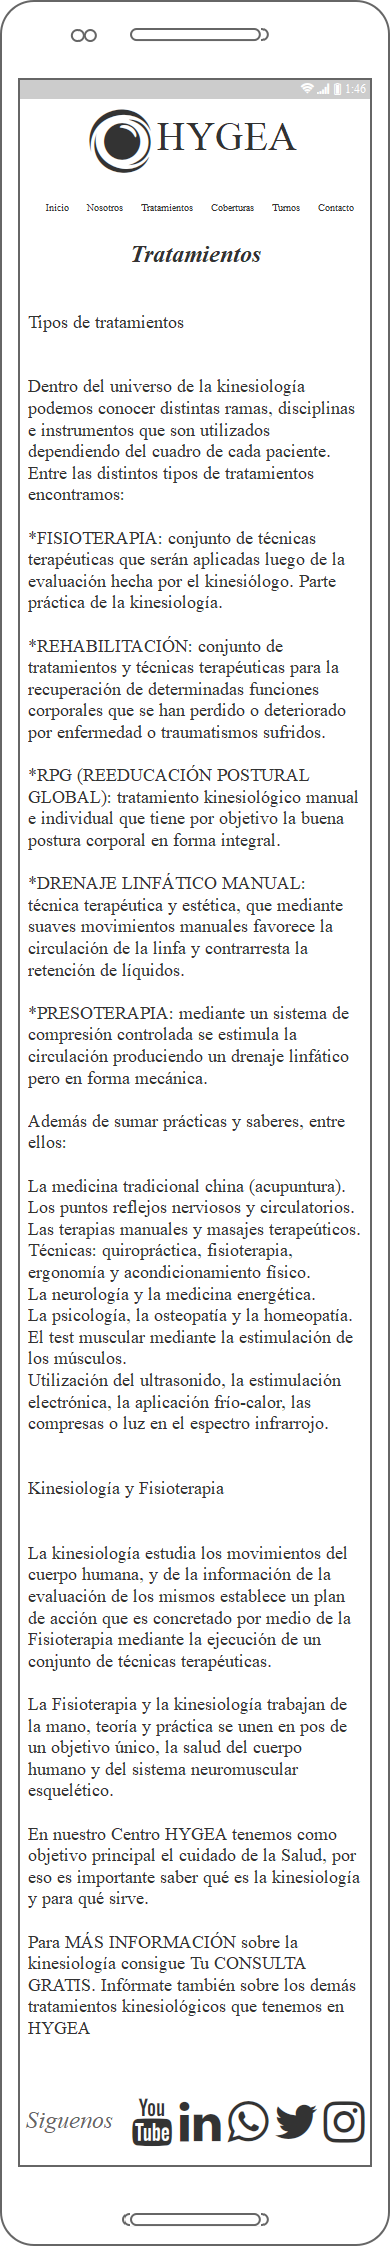 1:46
HYGEA
Inicio Nosotros Tratamientos Coberturas Turnos Contacto
Tratamientos
Tipos de tratamientos
Dentro del universo de la kinesiología
podemos conocer distintas ramas, disciplinas
e instrumentos que son utilizados
dependiendo del cuadro de cada paciente.
Entre las distintos tipos de tratamientos
encontramos:
*FISIOTERAPIA: conjunto de técnicas
terapéuticas que serán aplicadas luego de la
evaluación hecha por el kinesiólogo. Parte
práctica de la kinesiología.
*REHABILITACIÓN: conjunto de
tratamientos y técnicas terapéuticas para la
recuperación de determinadas funciones
corporales que se han perdido o deteriorado
por enfermedad o traumatismos sufridos.
*RPG (REEDUCACIÓN POSTURAL
GLOBAL): tratamiento kinesiológico manual
e individual que tiene por objetivo la buena
postura corporal en forma integral.
*DRENAJE LINFÁTICO MANUAL:
técnica terapéutica y estética, que mediante
suaves movimientos manuales favorece la
circulación de la linfa y contrarresta la
retención de líquidos.
*PRESOTERAPIA: mediante un sistema de
compresión controlada se estimula la
circulación produciendo un drenaje linfático
pero en forma mecánica.
Además de sumar prácticas y saberes, entre
ellos:
La medicina tradicional china (acupuntura).
Los puntos reflejos nerviosos y circulatorios.
Las terapias manuales y masajes terapeúticos.
Técnicas: quiropráctica, fisioterapia,
ergonomía y acondicionamiento físico.
La neurología y la medicina energética.
La psicología, la osteopatía y la homeopatía.
El test muscular mediante la estimulación de
los músculos.
Utilización del ultrasonido, la estimulación
electrónica, la aplicación frío-calor, las
compresas o luz en el espectro infrarrojo.
Kinesiología y Fisioterapia
La kinesiología estudia los movimientos del
cuerpo humana, y de la información de la
evaluación de los mismos establece un plan
de acción que es concretado por medio de la
Fisioterapia mediante la ejecución de un
conjunto de técnicas terapéuticas.
La Fisioterapia y la kinesiología trabajan de
la mano, teoría y práctica se unen en pos de
un objetivo único, la salud del cuerpo
humano y del sistema neuromuscular
esquelético.
En nuestro Centro HYGEA tenemos como
objetivo principal el cuidado de la Salud, por
eso es importante saber qué es la kinesiología
y para qué sirve.
Para MÁS INFORMACIÓN sobre la
kinesiología consigue Tu CONSULTA
GRATIS. Infórmate también sobre los demás
tratamientos kinesiológicos que tenemos en
HYGEA
Siguenos You Tube in